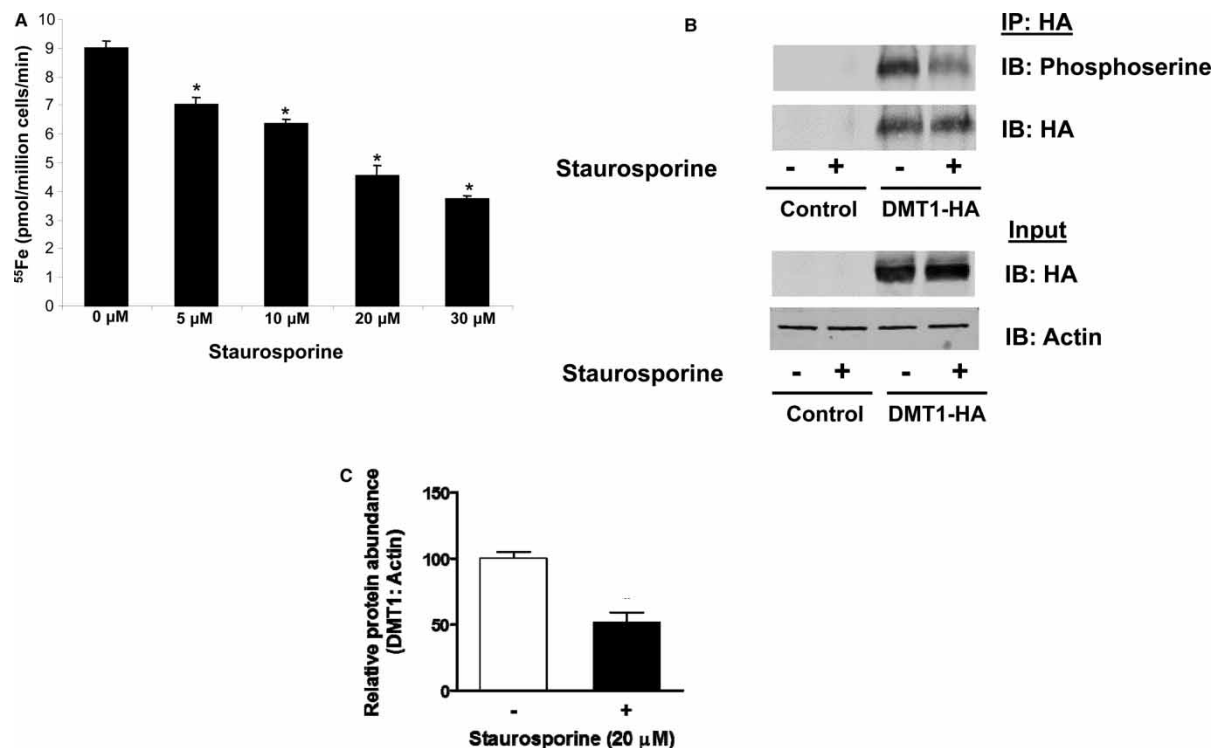 A
⁵⁵Fe (pmol/million cells/min)
10
9
8
7
6
5
4
3
2
1
0
*
*
*
*
0 µM 5 µM 10 µM 20 µM 30 µM
Staurosporine
B
IP: HA
IB: Phosphoserine
IB: HA
Staurosporine - + - +
Control DMT1-HA
Input
IB: HA
IB: Actin
Staurosporine - + - +
Control DMT1-HA
C
Relative protein abundance
(DMT1: Actin)
150
100
50
0
- +
Staurosporine (20 µM)